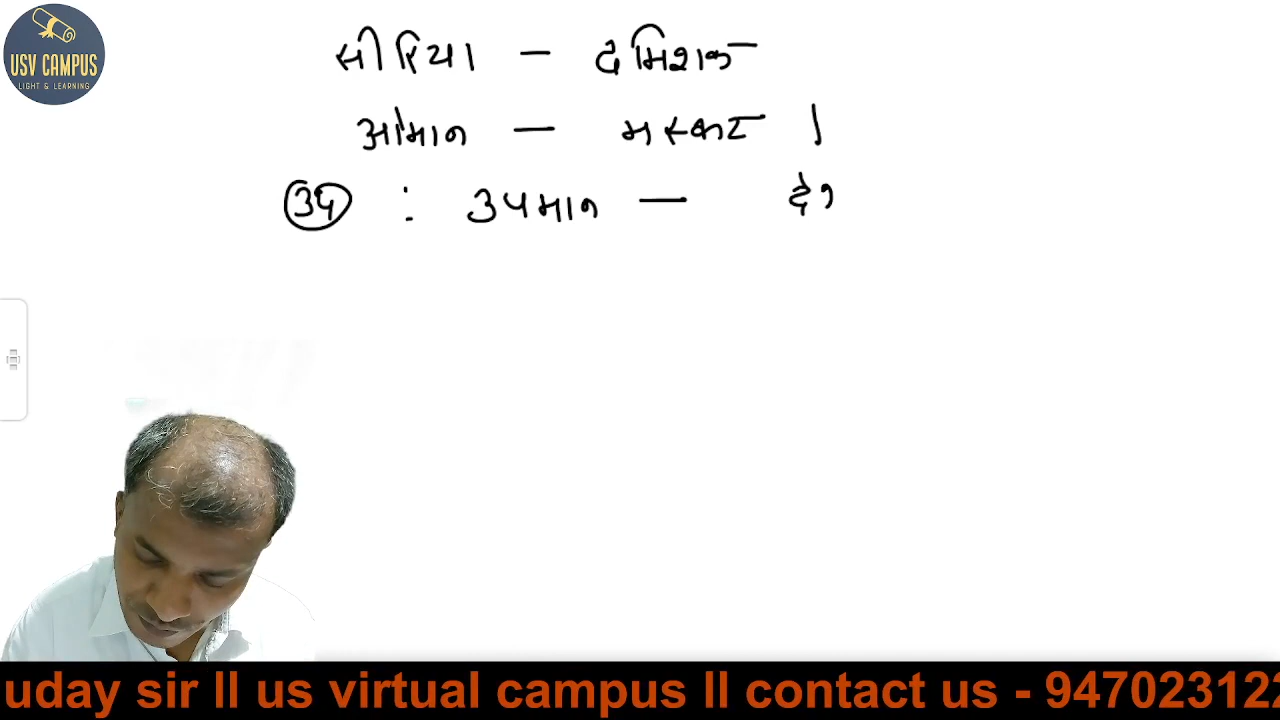 USV CAMPUS
LIGHT & LEARNING
सीरिया — दमिशक
ओमान — मस्कट ।
: उपमान —
uday sir ll us virtual campus ll contact us - 947023122